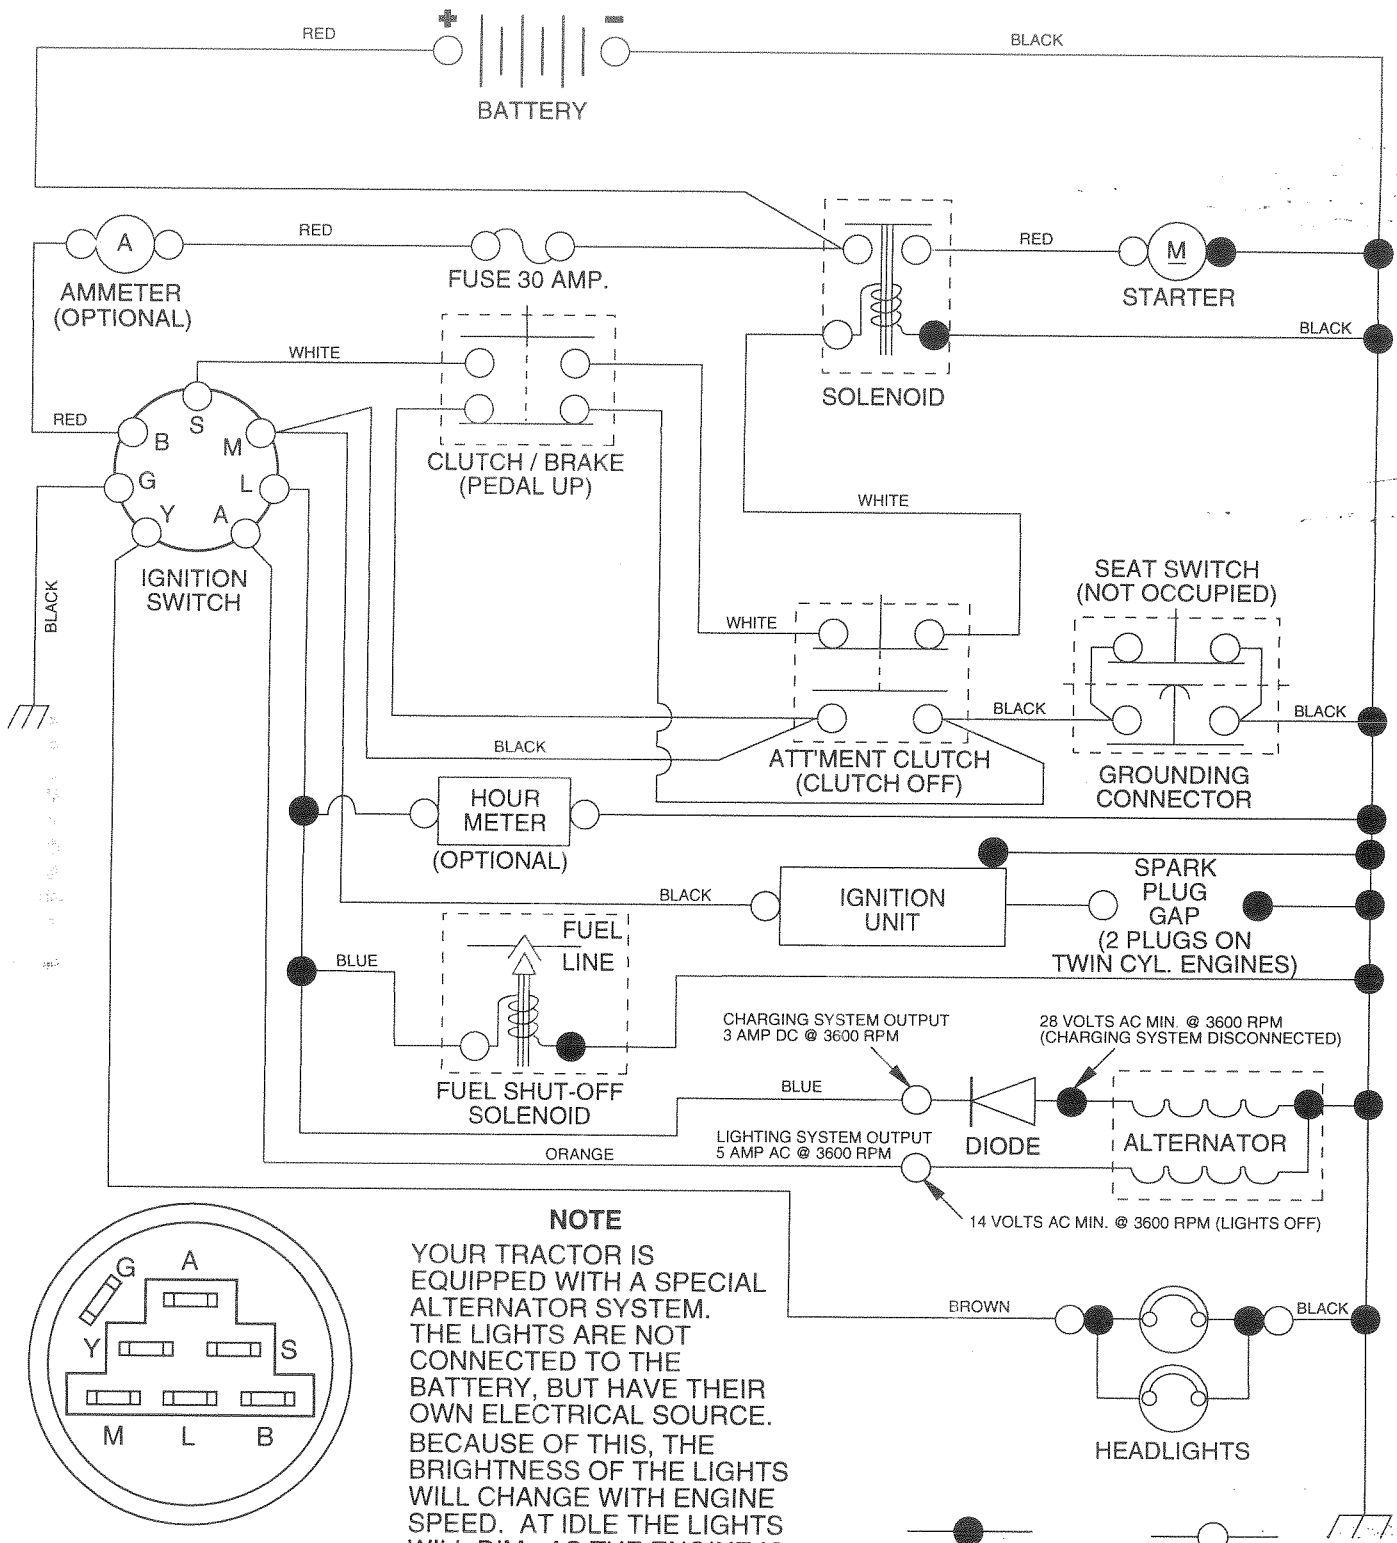 +
-
RED
BLACK
BATTERY
A
RED
FUSE 30 AMP.
RED
M
STARTER
AMMETER
(OPTIONAL)
BLACK
SOLENOID
WHITE
RED
S
B
M
G
L
Y
A
CLUTCH / BRAKE
(PEDAL UP)
WHITE
IGNITION
SWITCH
BLACK
SEAT SWITCH
(NOT OCCUPIED)
WHITE
BLACK
BLACK
BLACK
ATT'MENT CLUTCH
(CLUTCH OFF)
GROUNDING
CONNECTOR
HOUR
METER
(OPTIONAL)
BLACK
IGNITION
UNIT
SPARK
PLUG
GAP
(2 PLUGS ON
TWIN CYL. ENGINES)
FUEL
LINE
BLUE
FUEL SHUT-OFF
SOLENOID
CHARGING SYSTEM OUTPUT
3 AMP DC @ 3600 RPM
28 VOLTS AC MIN. @ 3600 RPM
(CHARGING SYSTEM DISCONNECTED)
BLUE
DIODE
ALTERNATOR
LIGHTING SYSTEM OUTPUT
5 AMP AC @ 3600 RPM
ORANGE
14 VOLTS AC MIN. @ 3600 RPM (LIGHTS OFF)
G
A
Y
S
M
L
B
NOTE
YOUR TRACTOR IS
EQUIPPED WITH A SPECIAL
ALTERNATOR SYSTEM.
THE LIGHTS ARE NOT
CONNECTED TO THE
BATTERY, BUT HAVE THEIR
OWN ELECTRICAL SOURCE.
BECAUSE OF THIS, THE
BRIGHTNESS OF THE LIGHTS
WILL CHANGE WITH ENGINE
SPEED. AT IDLE THE LIGHTS
BROWN
BLACK
HEADLIGHTS